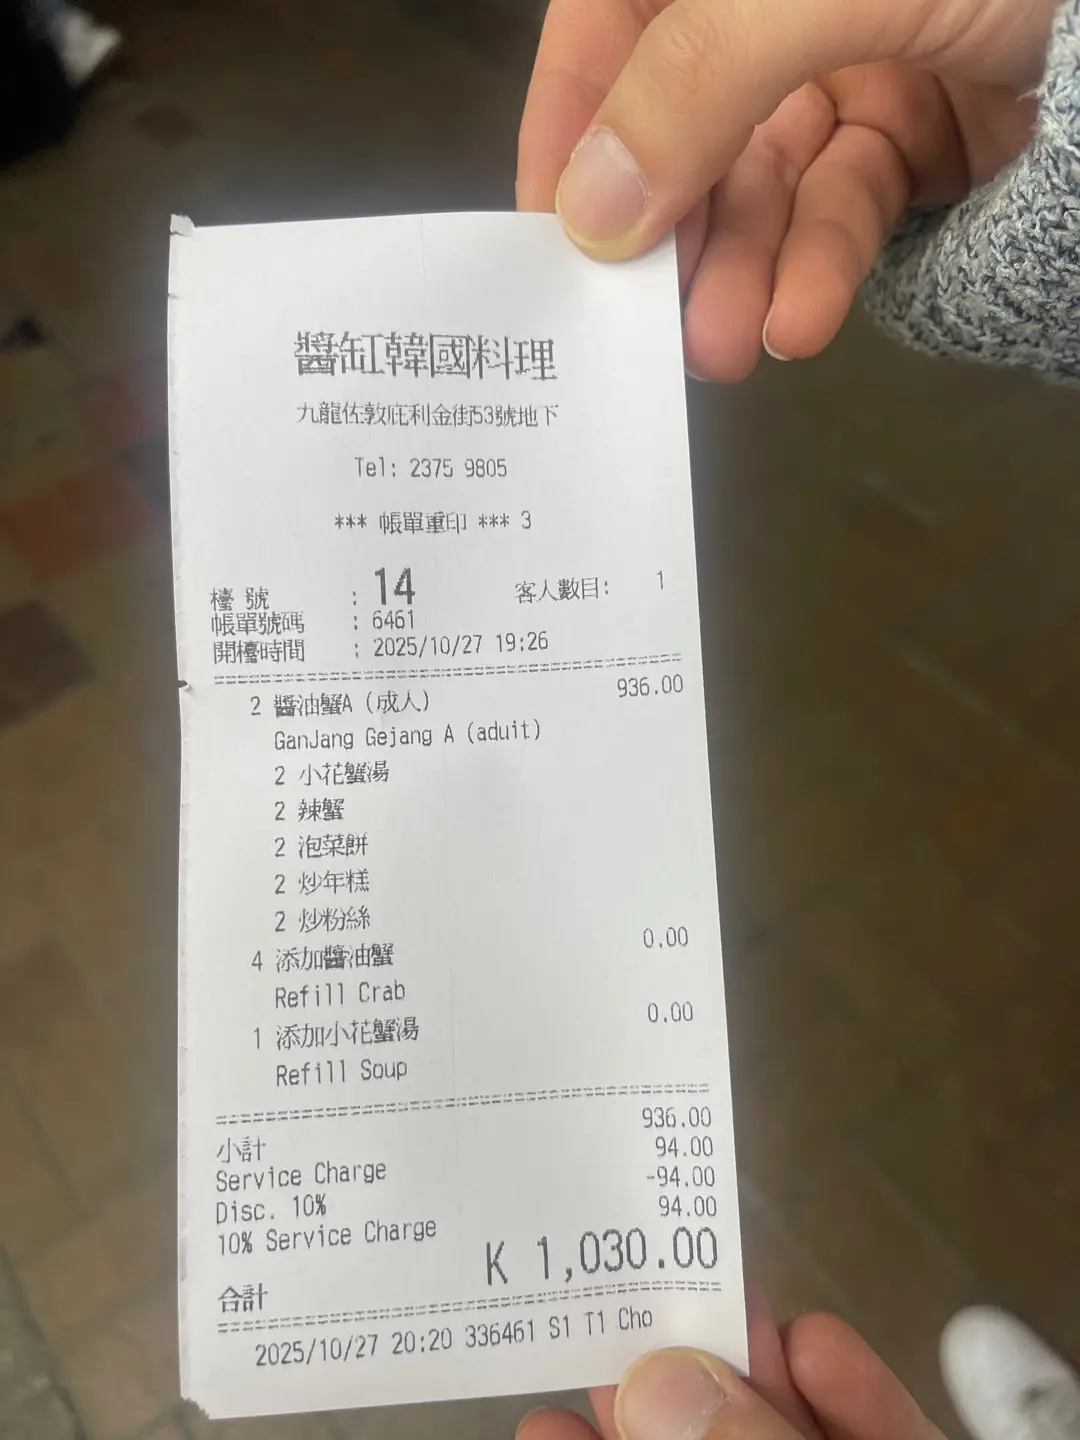 醬缸韓國料理
九龍佐敦庇利金街53號地下
Tel: 2375 9805
*** 帳單重印 *** 3
檯 號 : 14 客人數目: 1
帳單號碼 : 6461
開檯時間 : 2025/10/27 19:26
2 醬油蟹A (成人) 936.00
GanJang Gejang A (aduit)
2 小花蟹湯
2 辣蟹
2 泡菜餅
2 炒年糕
2 炒粉絲
4 添加醬油蟹 0.00
Refill Crab
1 添加小花蟹湯 0.00
Refill Soup
小計 936.00
Service Charge 94.00
Disc. 10% -94.00
10% Service Charge 94.00
合計 K 1,030.00
2025/10/27 20:20 336461 S1 T1 Cho